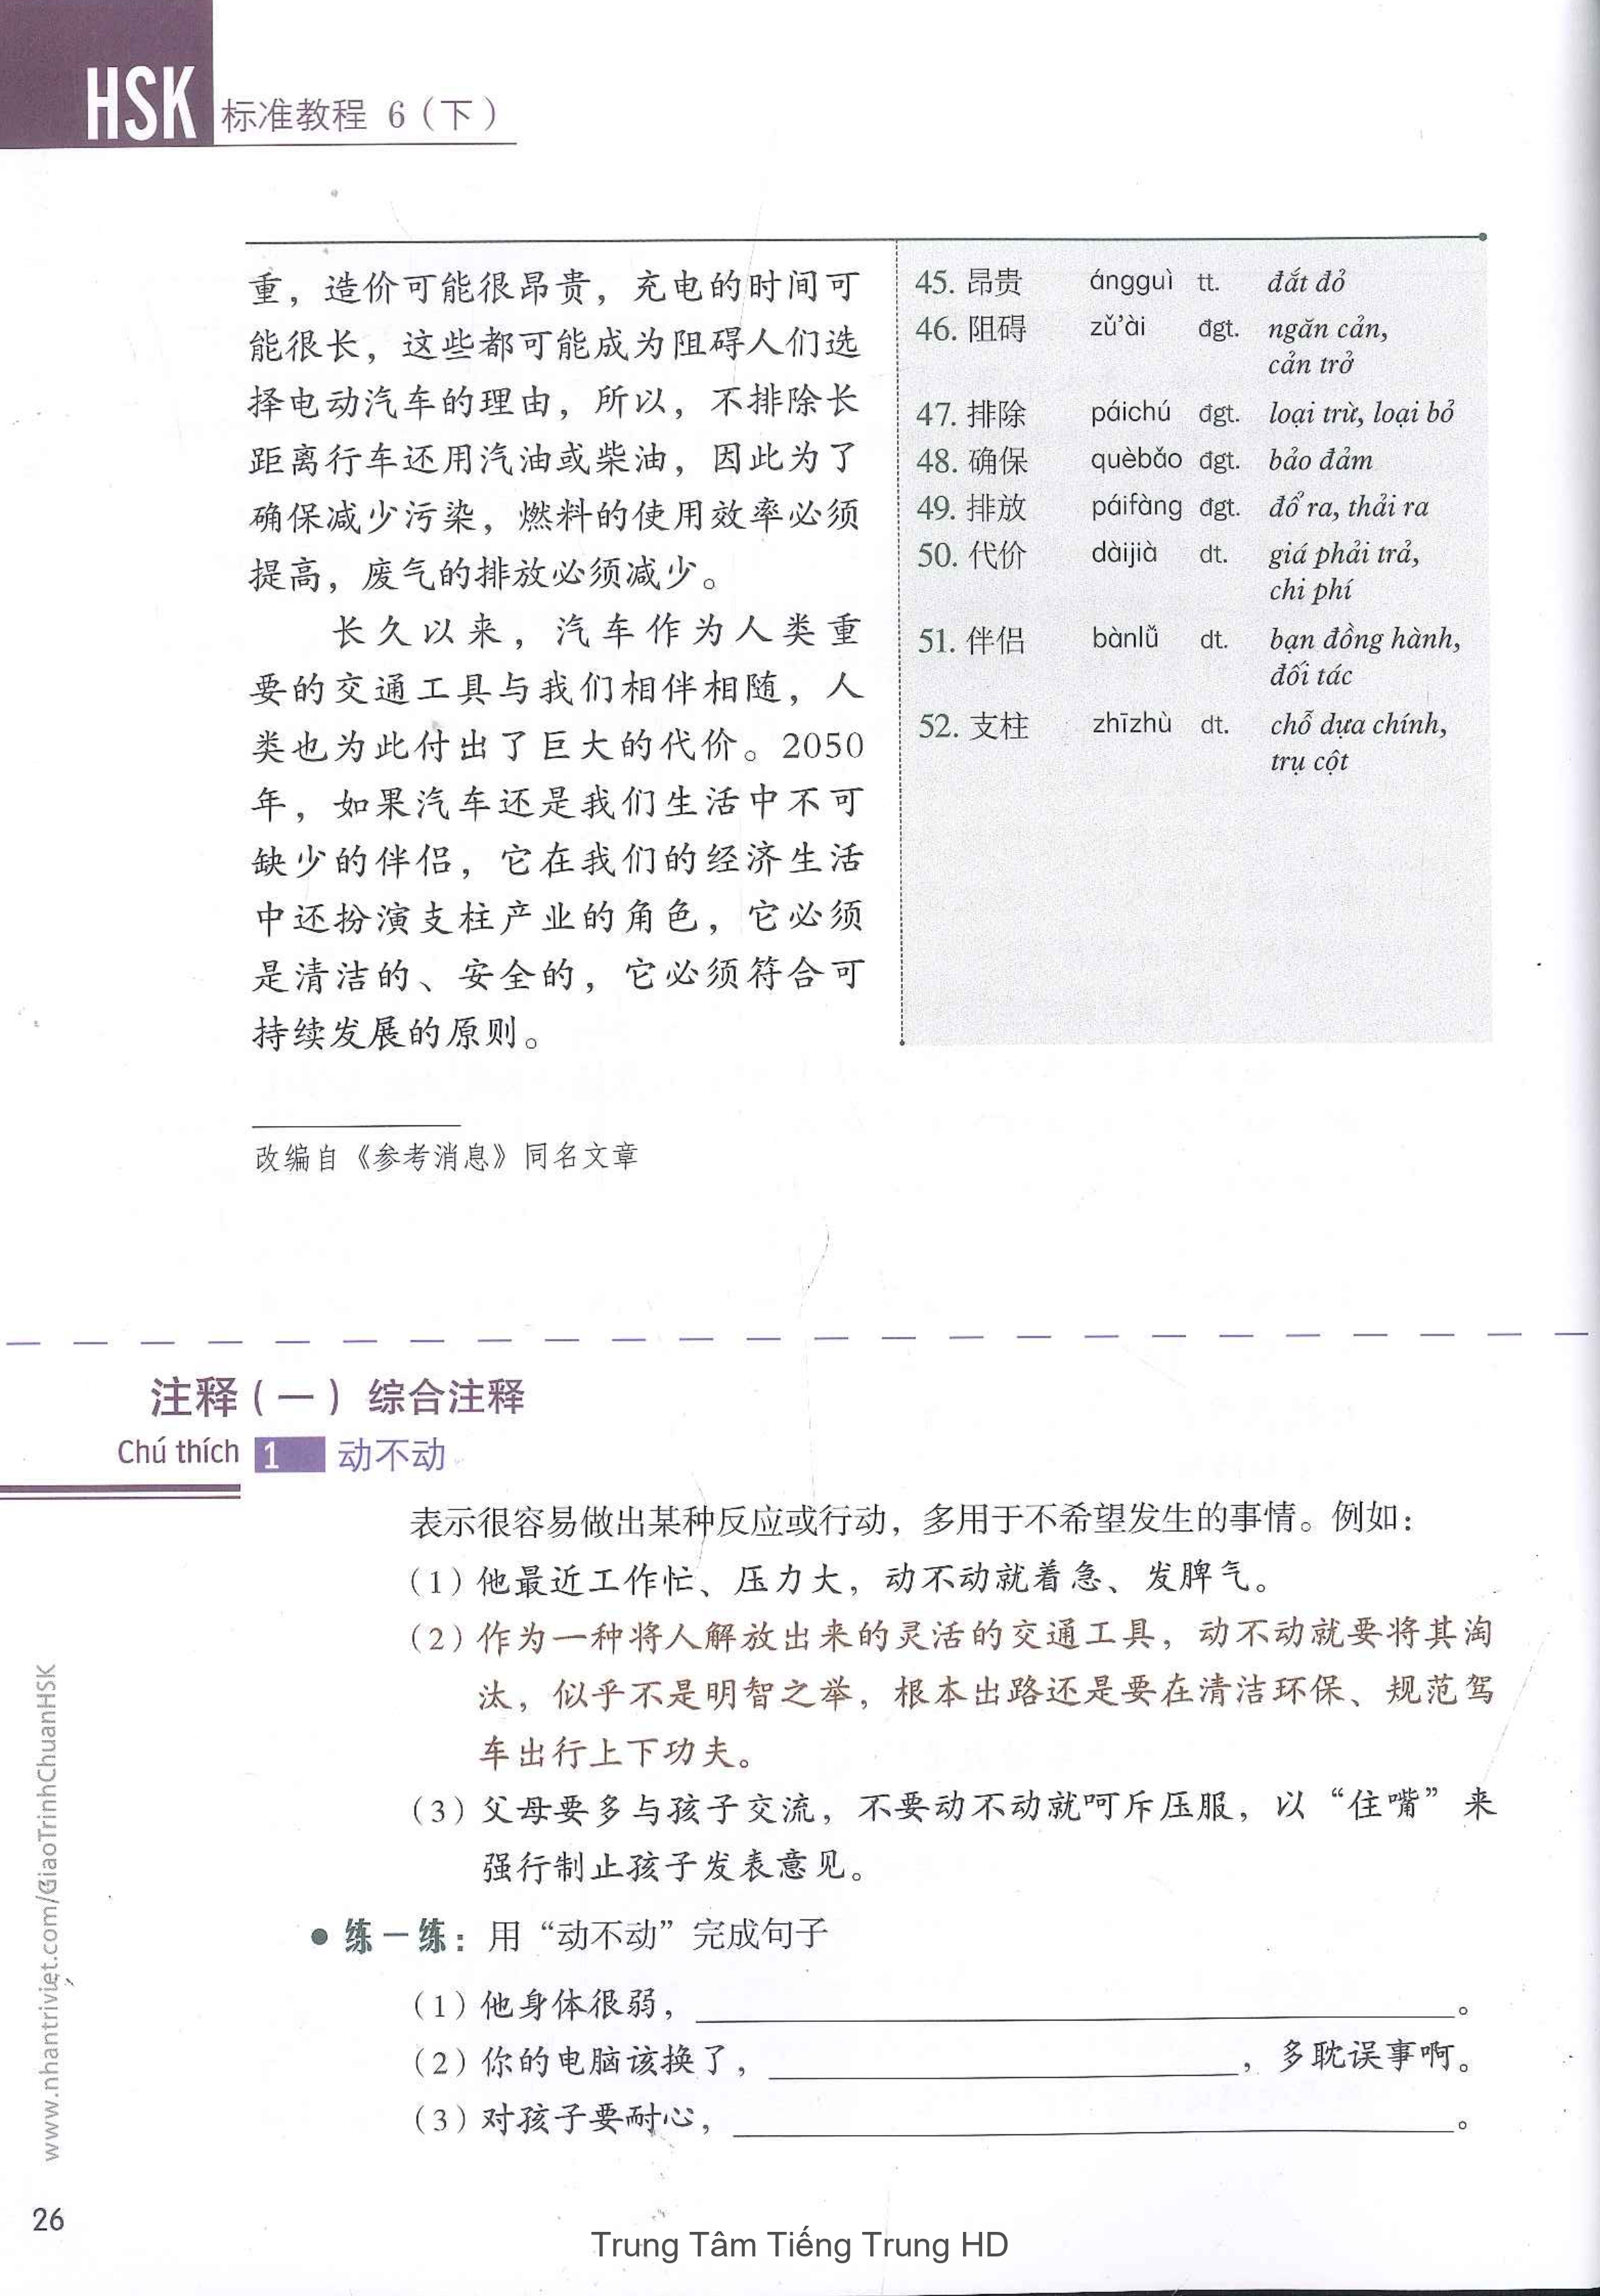 HSK 标准教程 6（下）
重，造价可能很昂贵，充电的时间可
能很长，这些都可能成为阻碍人们选
择电动汽车的理由，所以，不排除长
距离行车还用汽油或柴油，因此为了
确保减少污染，燃料的使用效率必须
提高，废气的排放必须减少。
长久以来，汽车作为人类重
要的交通工具与我们相伴相随，人
类也为此付出了巨大的代价。2050
年，如果汽车还是我们生活中不可
缺少的伴侣，它在我们的经济生活
中还扮演支柱产业的角色，它必须
是清洁的、安全的，它必须符合可
持续发展的原则。
45. 昂贵 ángguì tt. đắt đỏ
46. 阻碍 zǔ'ài đgt. ngăn cản,
cản trở
47. 排除 páichú đgt. loại trừ, loại bỏ
48. 确保 quèbǎo đgt. bảo đảm
49. 排放 páifàng đgt. đổ ra, thải ra
50. 代价 dàijià dt. giá phải trả,
chi phí
51. 伴侣 bànlǚ dt. bạn đồng hành,
đối tác
52. 支柱 zhīzhù dt. chỗ dựa chính,
trụ cột
改编自《参考消息》同名文章
注释（一）综合注释
Chú thích 1 动不动
表示很容易做出某种反应或行动，多用于不希望发生的事情。例如：
（1）他最近工作忙、压力大，动不动就着急、发脾气。
（2）作为一种将人解放出来的灵活的交通工具，动不动就要将其淘
汰，似乎不是明智之举，根本出路还是要在清洁环保、规范驾
车出行上下功夫。
（3）父母要多与孩子交流，不要动不动就呵斥压服，以“住嘴”来
强行制止孩子发表意见。
● 练一练：用“动不动”完成句子
（1）他身体很弱，。
（2）你的电脑该换了，，多耽误事啊。
（3）对孩子要耐心，。
www.nhantriviet.com/GiaoTrinhChuanHSK
26
Trung Tâm Tiếng Trung HD